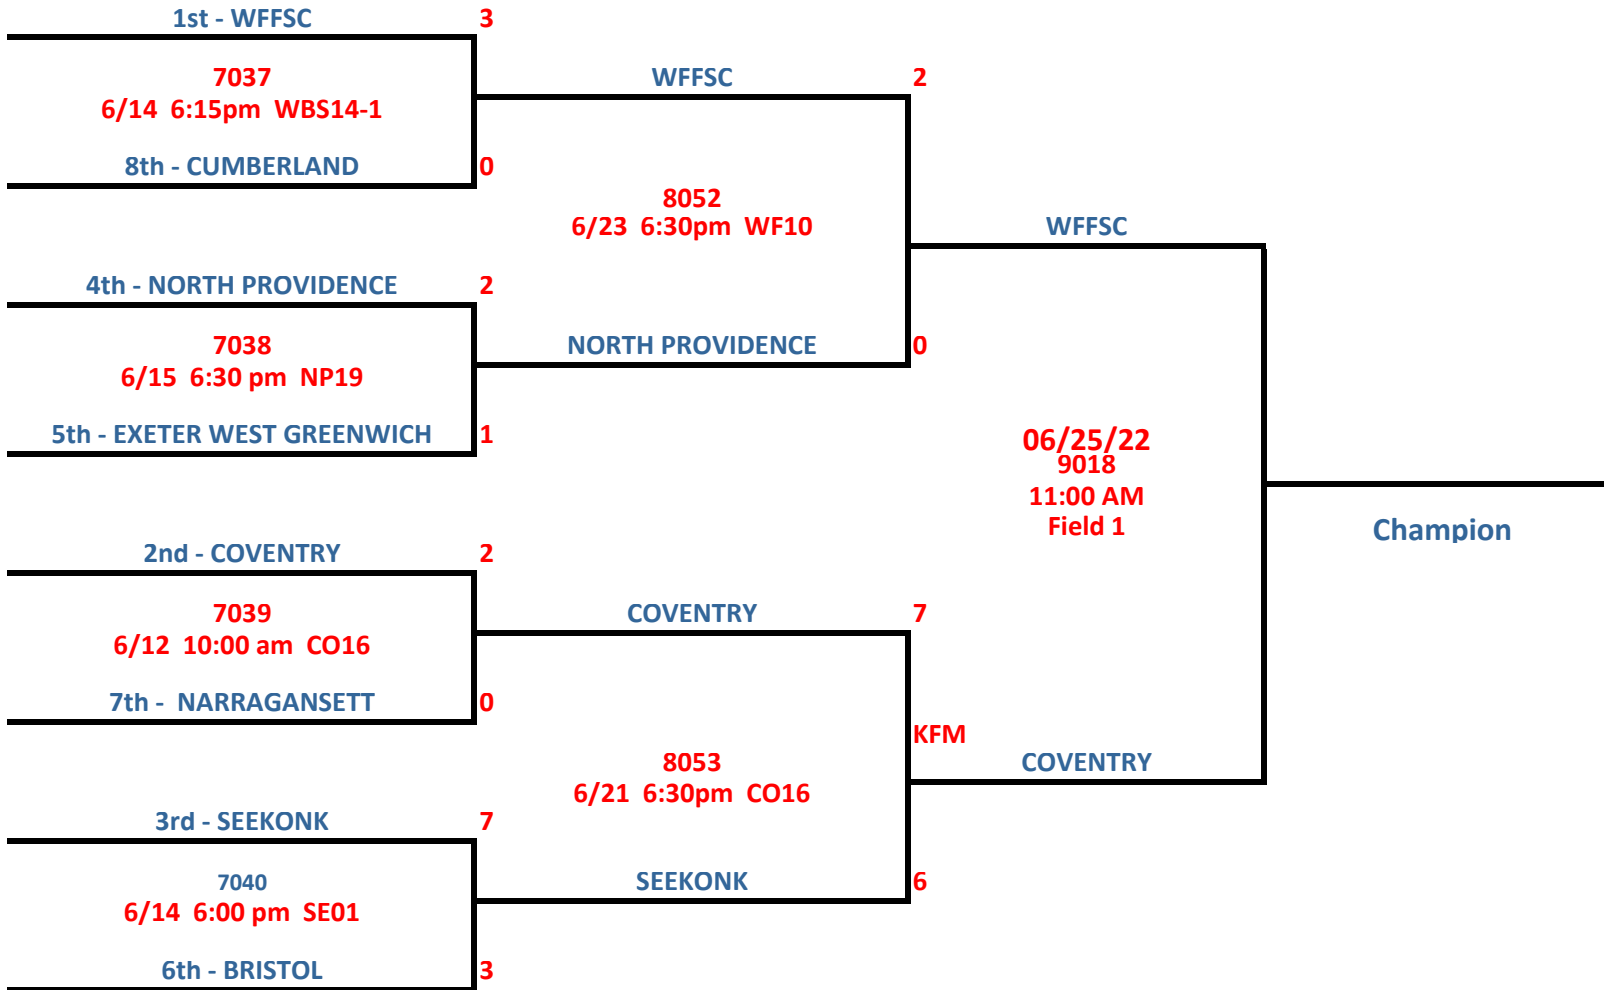 1st - WFFSC 3
7037
6/14 6:15pm WBS14-1
8th - CUMBERLAND 0
4th - NORTH PROVIDENCE 2
7038
6/15 6:30 pm NP19
5th - EXETER WEST GREENWICH 1
2nd - COVENTRY 2
7039
6/12 10:00 am CO16
7th - NARRAGANSETT 0
3rd - SEEKONK 7
7040
6/14 6:00 pm SE01
6th - BRISTOL 3
WFFSC 2
8052
6/23 6:30pm WF10
NORTH PROVIDENCE 0
COVENTRY 7
KFM
8053
6/21 6:30pm CO16
SEEKONK 6
WFFSC
06/25/22
9018
11:00 AM
Field 1
COVENTRY
Champion